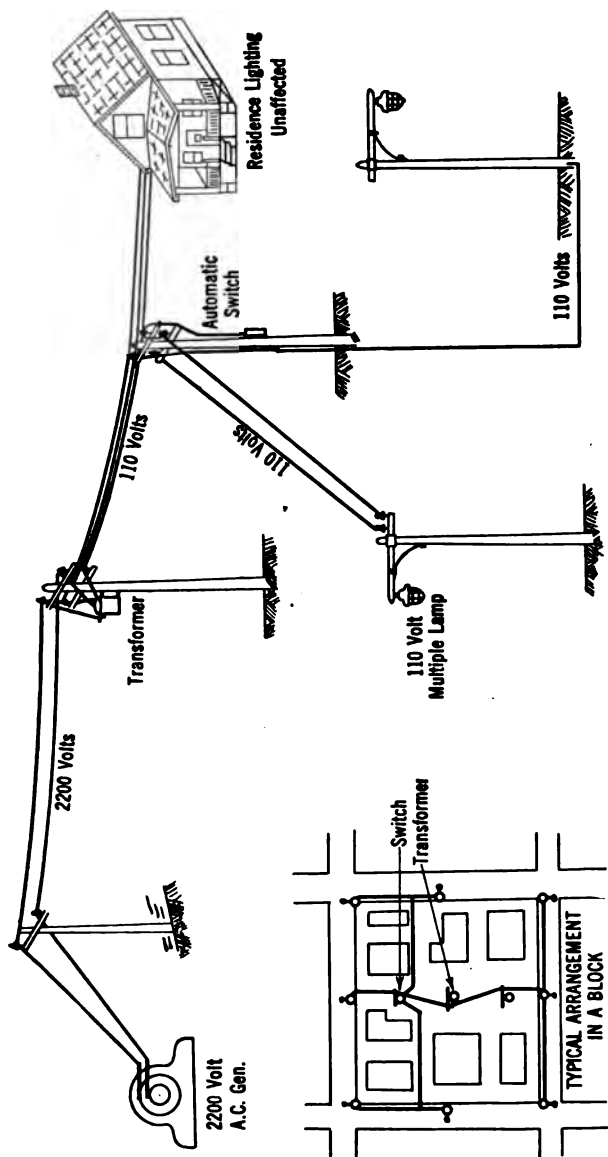 2200 Volt
A.C. Gen.
2200 Volts
Transformer
110 Volts
Automatic
Switch
Residence Lighting
Unaffected
110 Volts
110 Volt
Multiple Lamp
110 Volts
Switch
Transformer
TYPICAL ARRANGEMENT
IN A BLOCK